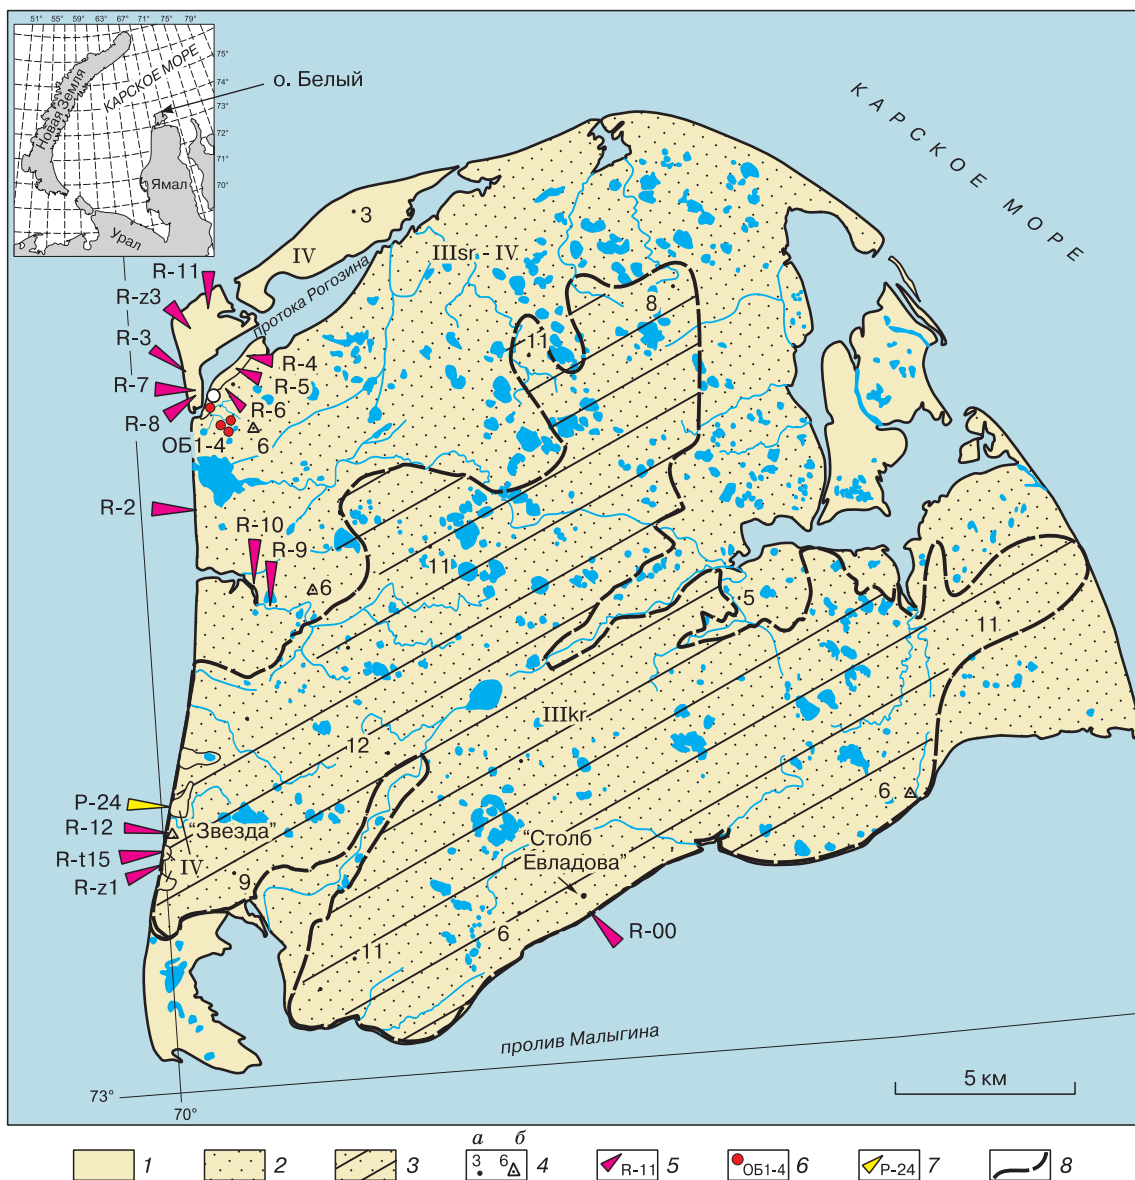 51° 55° 59° 63° 67° 71° 75° 79°
75°
75°
74°
73°
72°
71°
70°
КАРСКОЕ МОРЕ
Новая Земля
Ямал
Урал
о. Белый
КАРСКОЕ МОРЕ
3
IV
IIIsr - IV
протока Рогозина
R-11
R-z3
R-3
R-7
R-8
R-4
R-5
R-6
ОБ1-4
6
8
11
R-2
R-10
R-9
6
11
5
11
IIIkr
12
P-24
R-12
"Звезда"
R-t15
IV
R-z1
9
6
"Столб
Евладова"
R-00
6
11
пролив Малыгина
5 км
73°
70°
1
2
3
а б
3 6 4
R-11 5
ОБ1-4 6
P-24 7
8